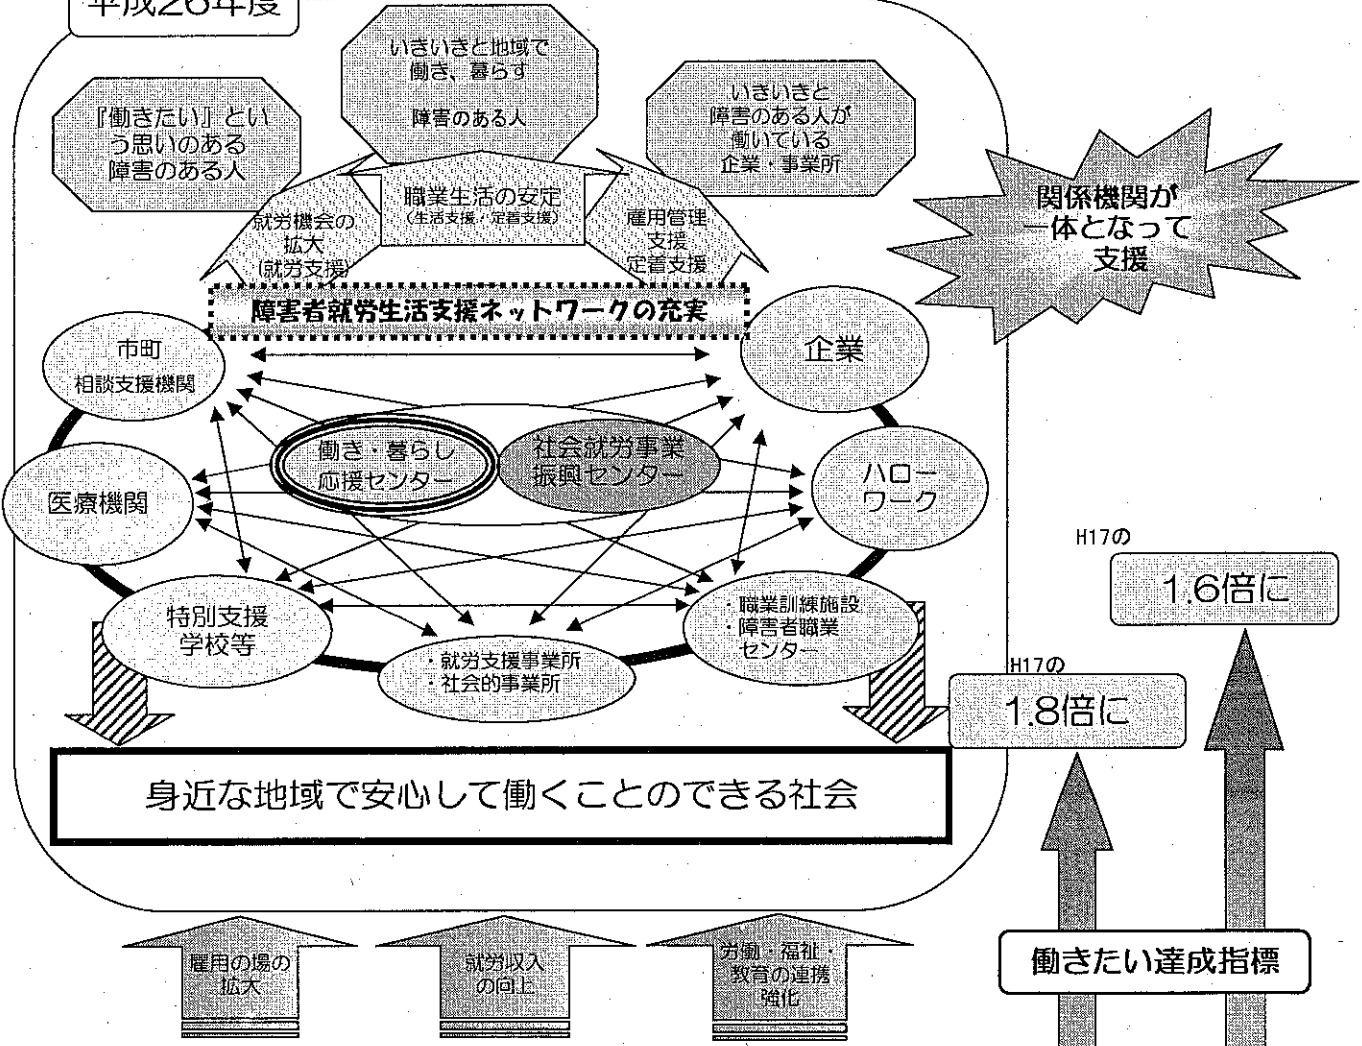 平成26年度
いきいきと地域で
働き、暮らす
障害のある人
『働きたい』とい
う思いのある
障害のある人
いきいきと
障害のある人が
働いている
企業・事業所
関係機関が
一体となって
支援
就労機会の
拡大
(就労支援)
職業生活の安定
(生活支援・定着支援)
雇用管理
支援
定着支援
障害者就労生活支援ネットワークの充実
市町
相談支援機関
企業
働き・暮らし
応援センター
社会就労事業
振興センター
医療機関
ハロー
ワーク
特別支援
学校等
・就労支援事業所
・社会的事業所
・職業訓練施設
・障害者職業
センター
H17の
1.6倍に
H17の
1.8倍に
身近な地域で安心して働くことのできる社会
雇用の場の
拡大
就労収入
の向上
労働・福祉・
教育の連携
強化
働きたい達成指標